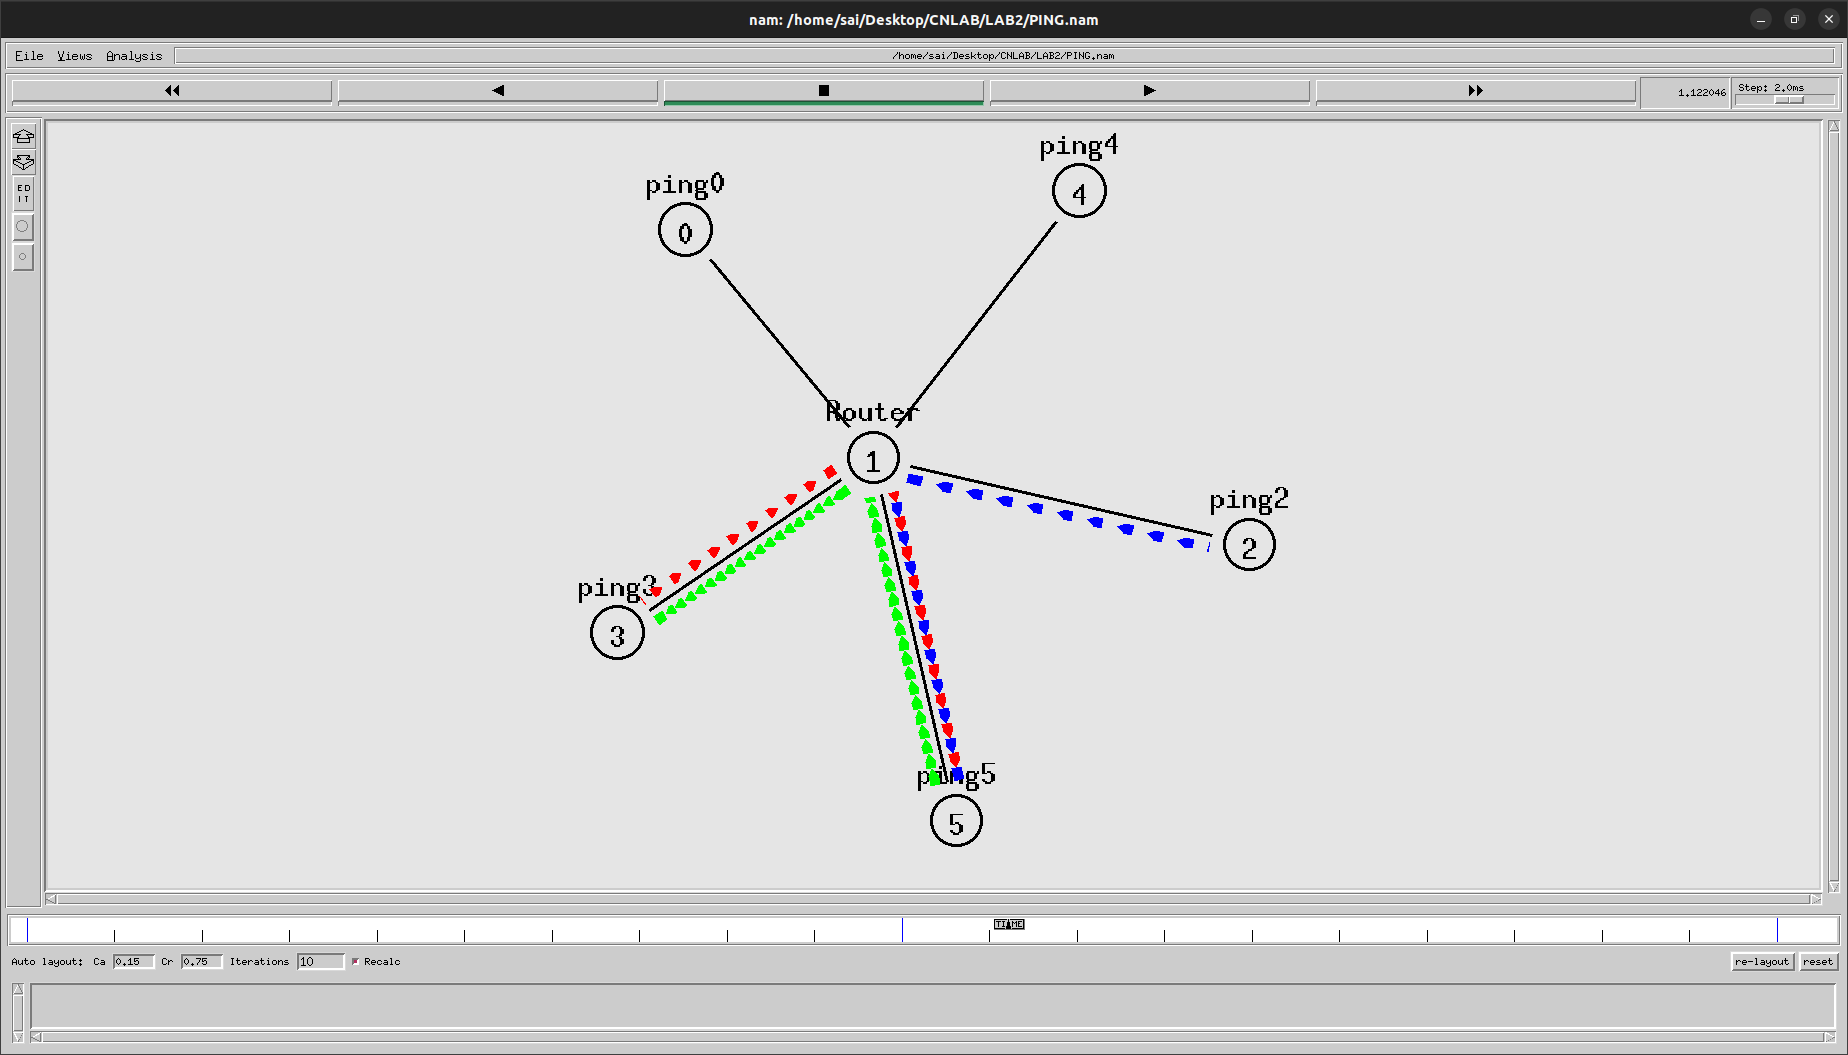 nam: /home/sai/Desktop/CNLAB/LAB2/PING.nam
File Views Analysis /home/sai/Desktop/CNLAB/LAB2/PING.nam
1.122046 Step: 2.0ms
ED
IT
ping4
4
ping0
0
Router
1
ping2
2
ping3
3
ping5
5
TIME
Auto layout: Ca 0.15 Cr 0.75 Iterations 10 Recalc re-layout reset